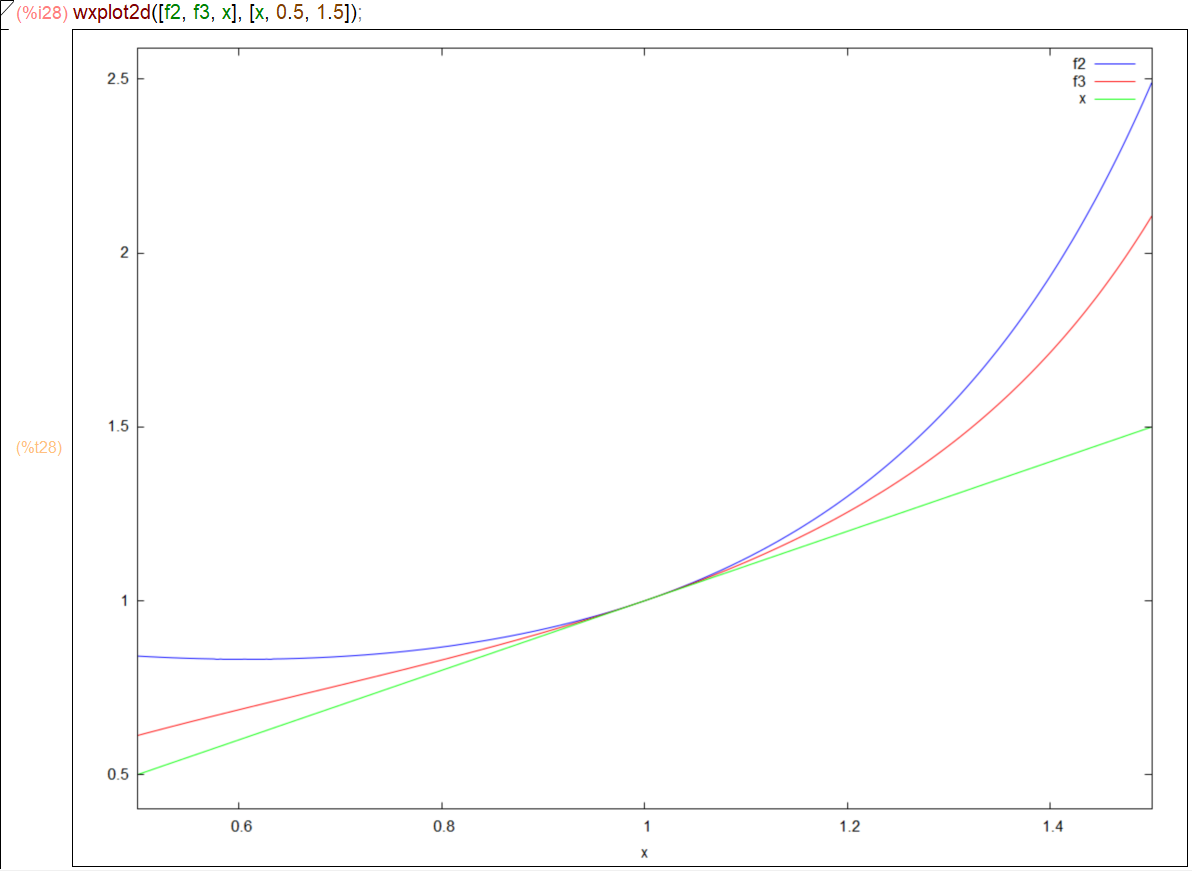 (%i28) wxplot2d([f2, f3, x], [x, 0.5, 1.5]);
f2
f3
x
2.5
2
1.5
(%t28)
1
0.5
0.6 0.8 1 1.2 1.4
x